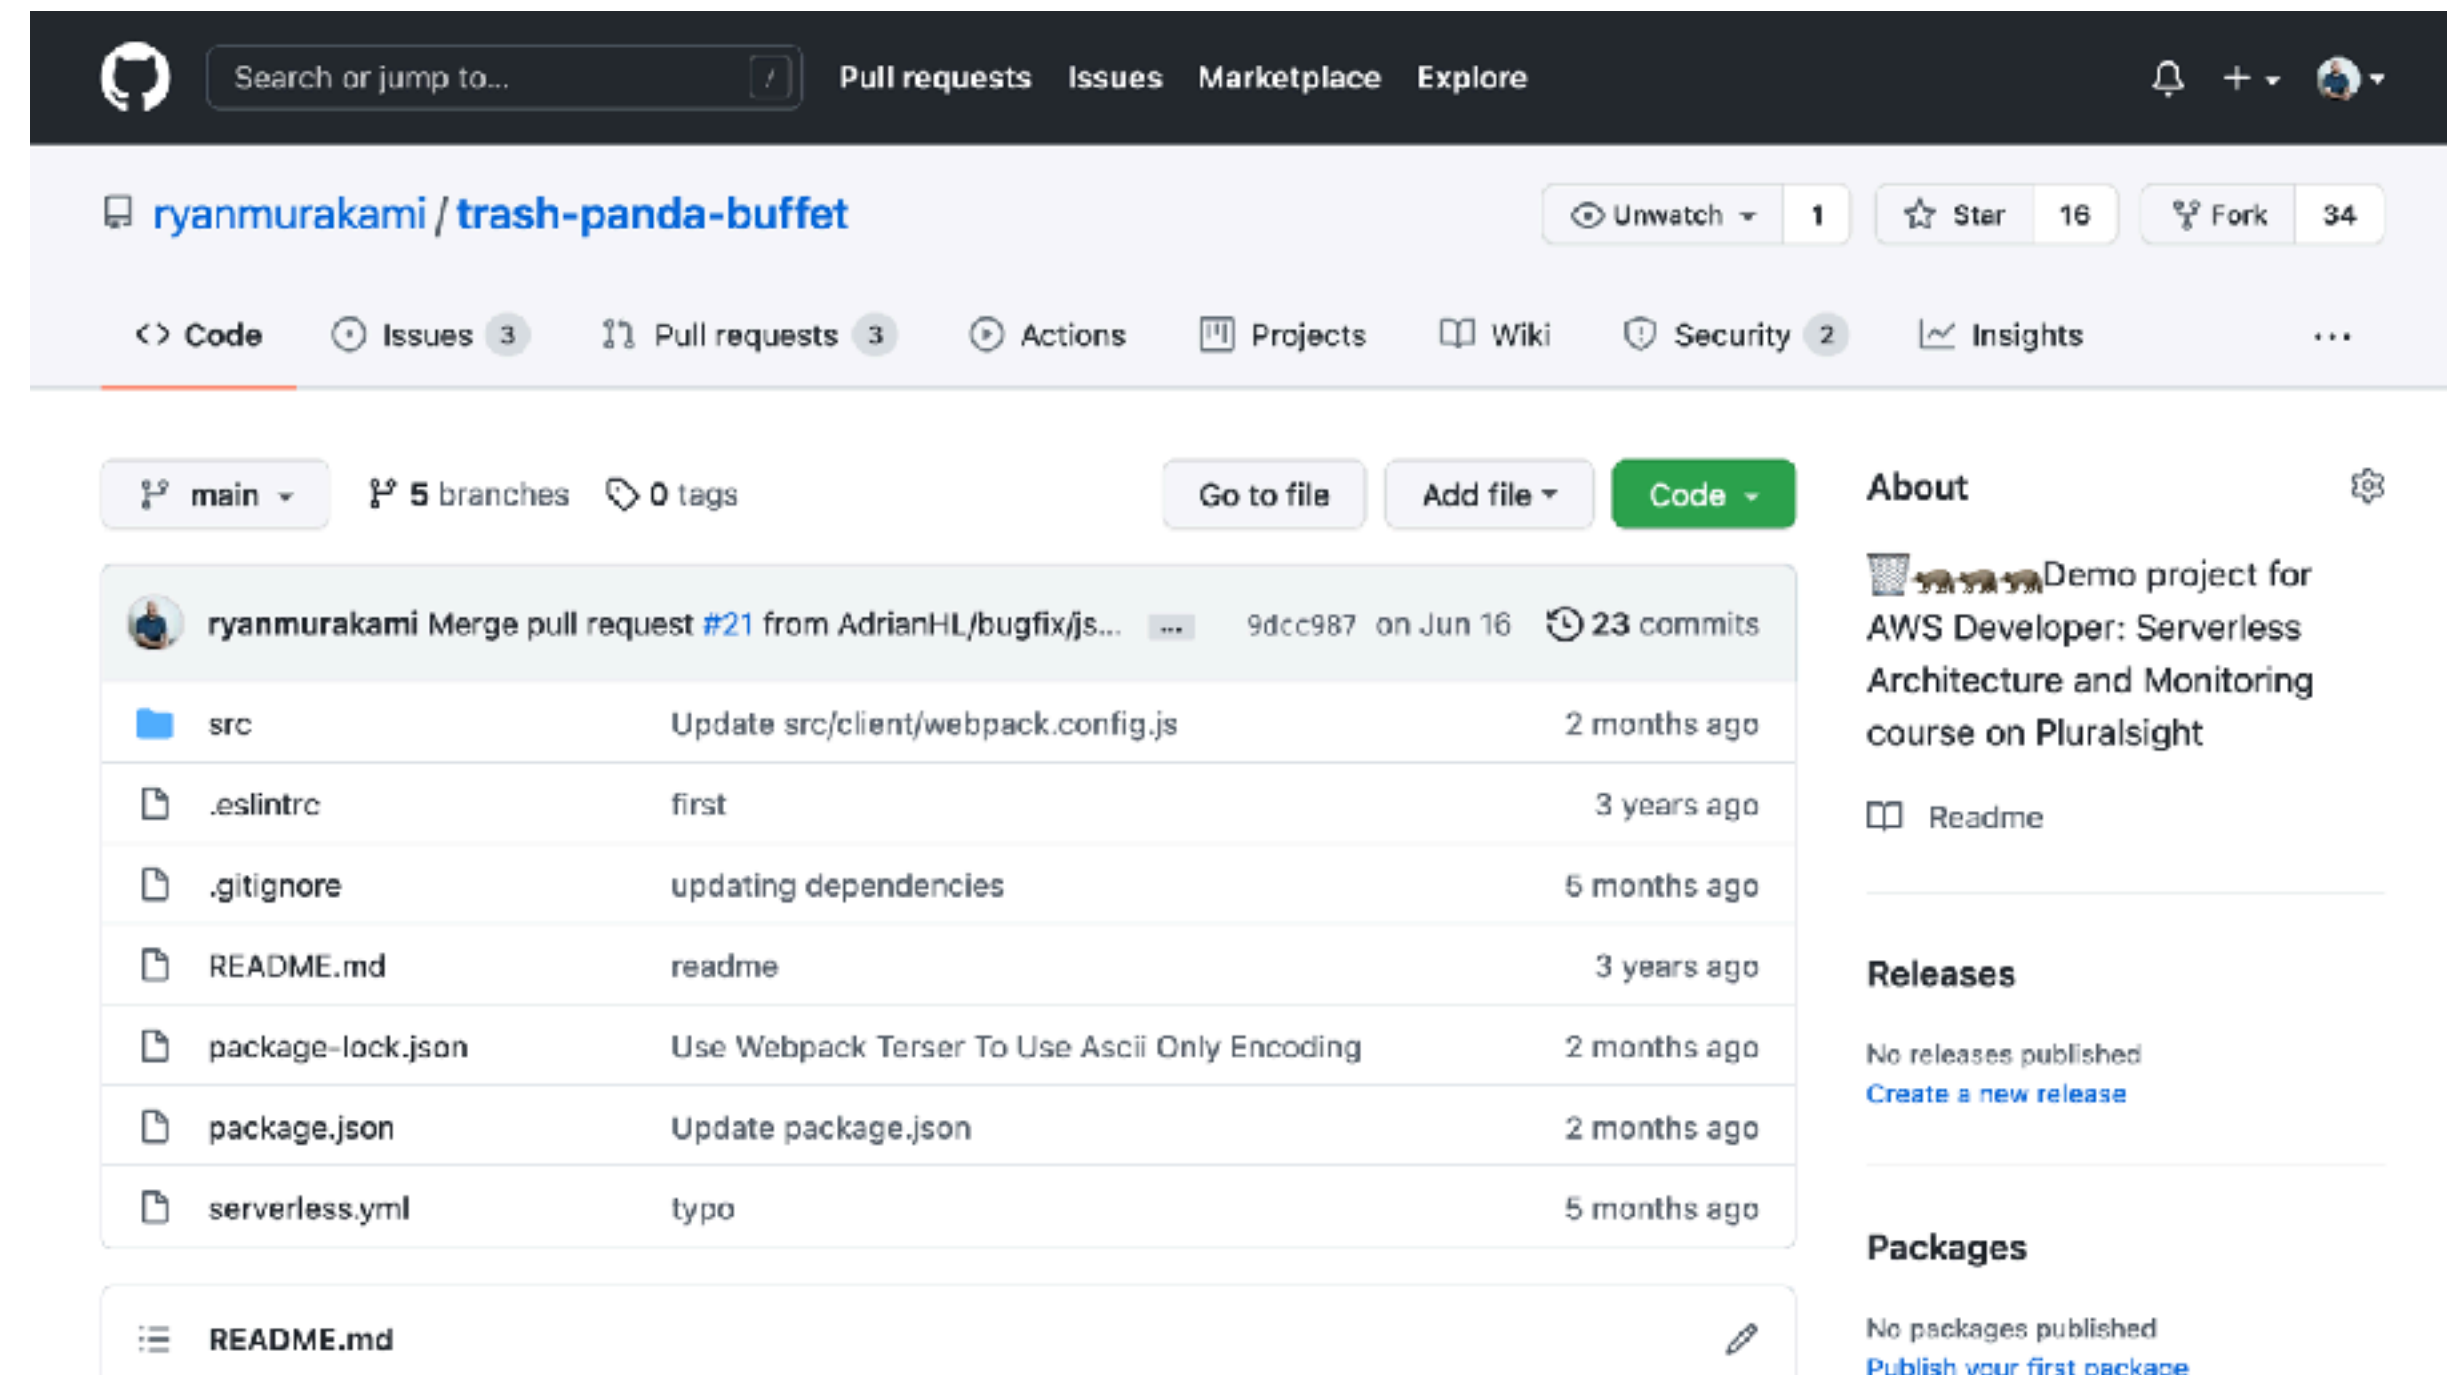 Search or jump to... / Pull requests Issues Marketplace Explore
ryanmurakami / trash-panda-buffet Unwatch 1 Star 16 Fork 34
Code Issues 3 Pull requests 3 Actions Projects Wiki Security 2 Insights ...
main 5 branches 0 tags Go to file Add file Code
ryanmurakami Merge pull request #21 from AdrianHL/bugfix/js... ... 9dcc987 on Jun 16 23 commits
src Update src/client/webpack.config.js 2 months ago
.eslintrc first 3 years ago
.gitignore updating dependencies 5 months ago
README.md readme 3 years ago
package-lock.json Use Webpack Terser To Use Ascii Only Encoding 2 months ago
package.json Update package.json 2 months ago
serverless.yml typo 5 months ago
README.md
About
Demo project for
AWS Developer: Serverless
Architecture and Monitoring
course on Pluralsight
Readme
Releases
No releases published
Create a new release
Packages
No packages published
Publish your first package